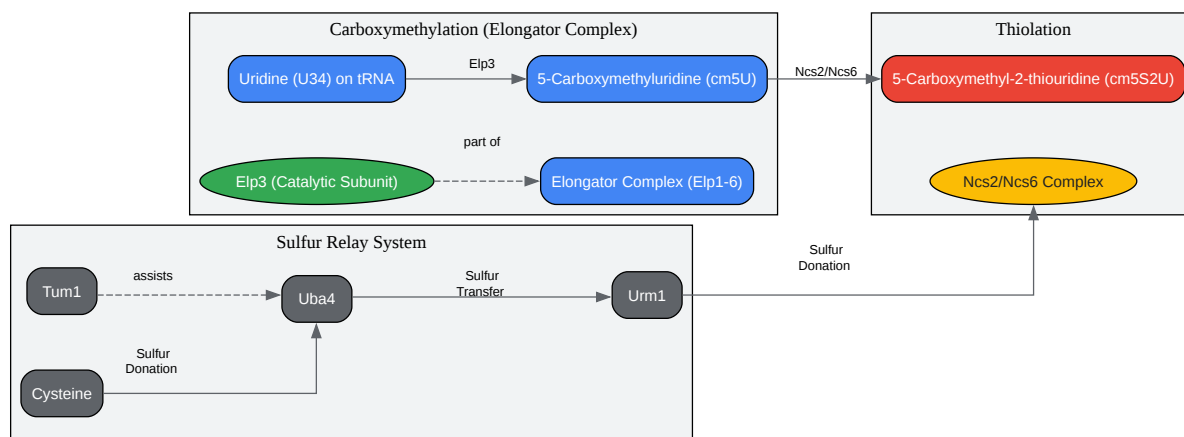 Carboxymethylation (Elongator Complex)
Thiolation
Uridine (U34) on tRNA
Elp3
5-Carboxymethyluridine (cm5U)
Ncs2/Ncs6
5-Carboxymethyl-2-thiouridine (cm5S2U)
part of
Elp3 (Catalytic Subunit)
Elongator Complex (Elp1-6)
Ncs2/Ncs6 Complex
Sulfur Relay System
Tum1
assists
Uba4
Sulfur
Transfer
Urm1
Sulfur
Donation
Sulfur
Donation
Cysteine